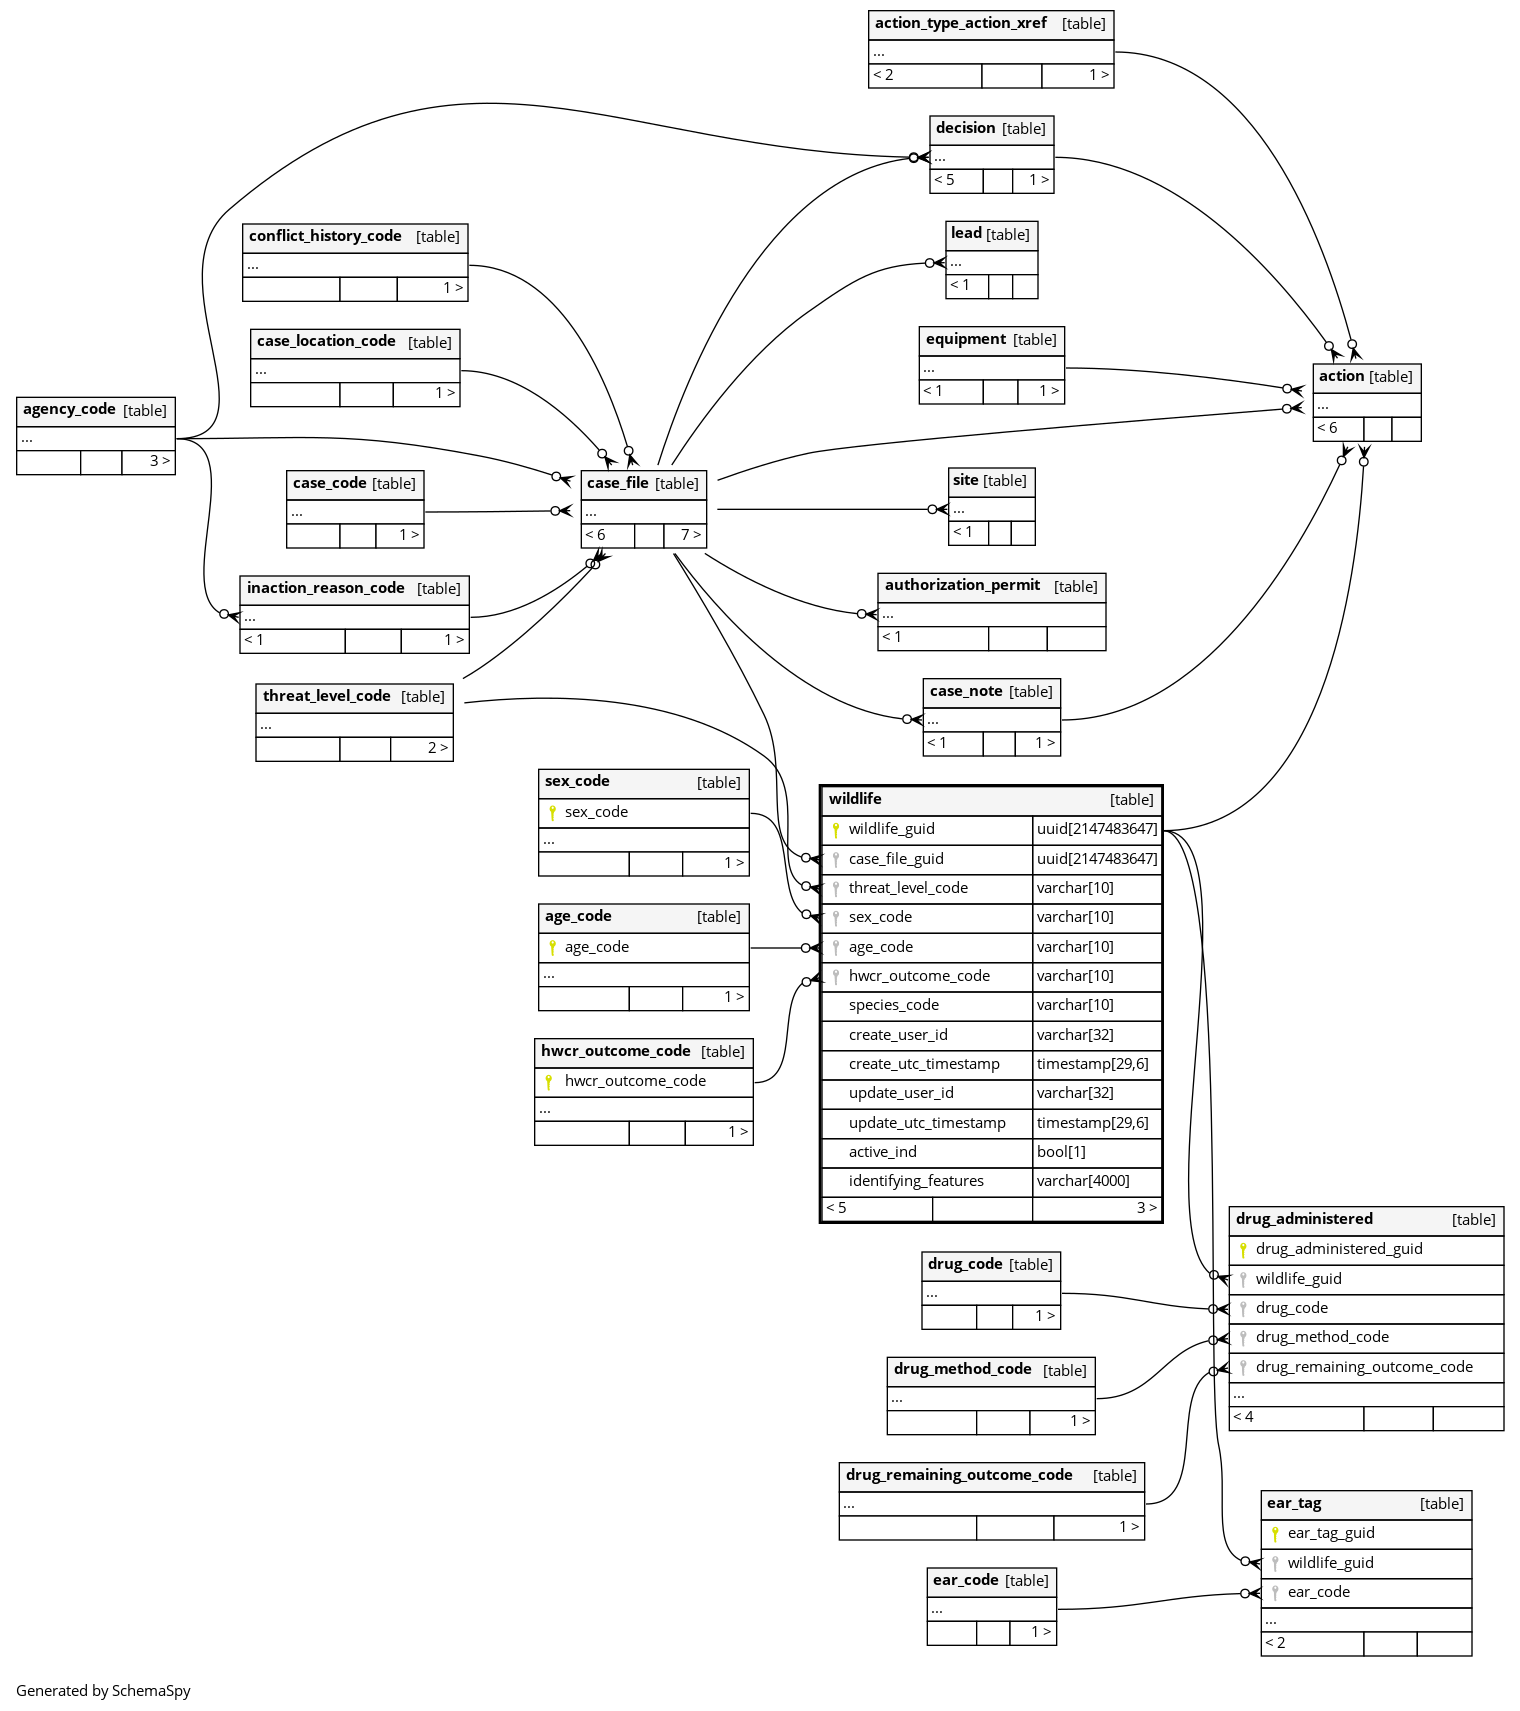 action_type_action_xref [table]
...
< 2 1 >
decision [table]
...
< 5 1 >
conflict_history_code [table]
...
1 >
lead [table]
...
< 1
case_location_code [table]
...
1 >
equipment [table]
...
< 1 1 >
action [table]
...
< 6
agency_code [table]
...
3 >
case_code [table]
...
1 >
case_file [table]
...
< 6 7 >
site [table]
...
< 1
inaction_reason_code [table]
...
< 1 1 >
authorization_permit [table]
...
< 1
threat_level_code [table]
...
2 >
case_note [table]
...
< 1 1 >
sex_code [table]
sex_code
...
1 >
age_code [table]
age_code
...
1 >
hwcr_outcome_code [table]
hwcr_outcome_code
...
1 >
wildlife [table]
wildlife_guid uuid[2147483647]
case_file_guid uuid[2147483647]
threat_level_code varchar[10]
sex_code varchar[10]
age_code varchar[10]
hwcr_outcome_code varchar[10]
species_code varchar[10]
create_user_id varchar[32]
create_utc_timestamp timestamp[29,6]
update_user_id varchar[32]
update_utc_timestamp timestamp[29,6]
active_ind bool[1]
identifying_features varchar[4000]
< 5 3 >
drug_administered [table]
drug_administered_guid
wildlife_guid
drug_code
drug_method_code
drug_remaining_outcome_code
...
< 4
drug_code [table]
...
1 >
drug_method_code [table]
...
1 >
drug_remaining_outcome_code [table]
...
1 >
ear_tag [table]
ear_tag_guid
wildlife_guid
ear_code
...
< 2
ear_code [table]
...
1 >
Generated by SchemaSpy